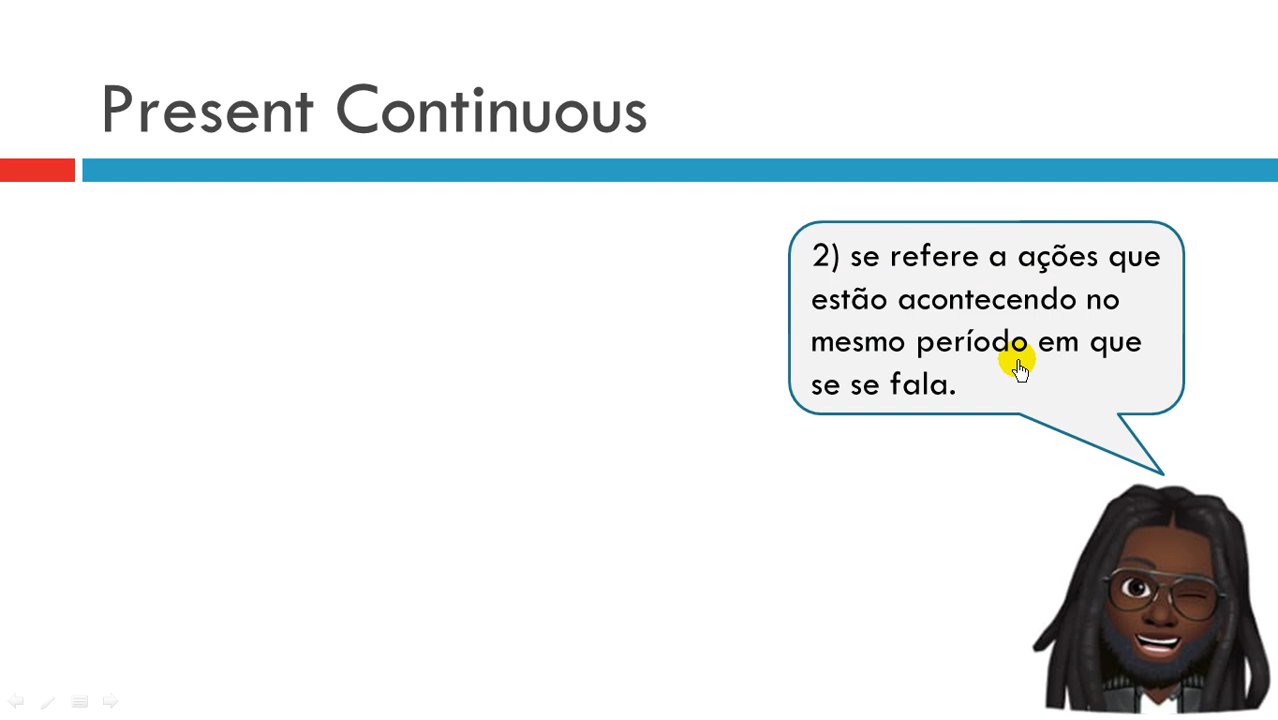 Present Continuous
2) se refere a ações que
estão acontecendo no
mesmo período em que
se se fala.